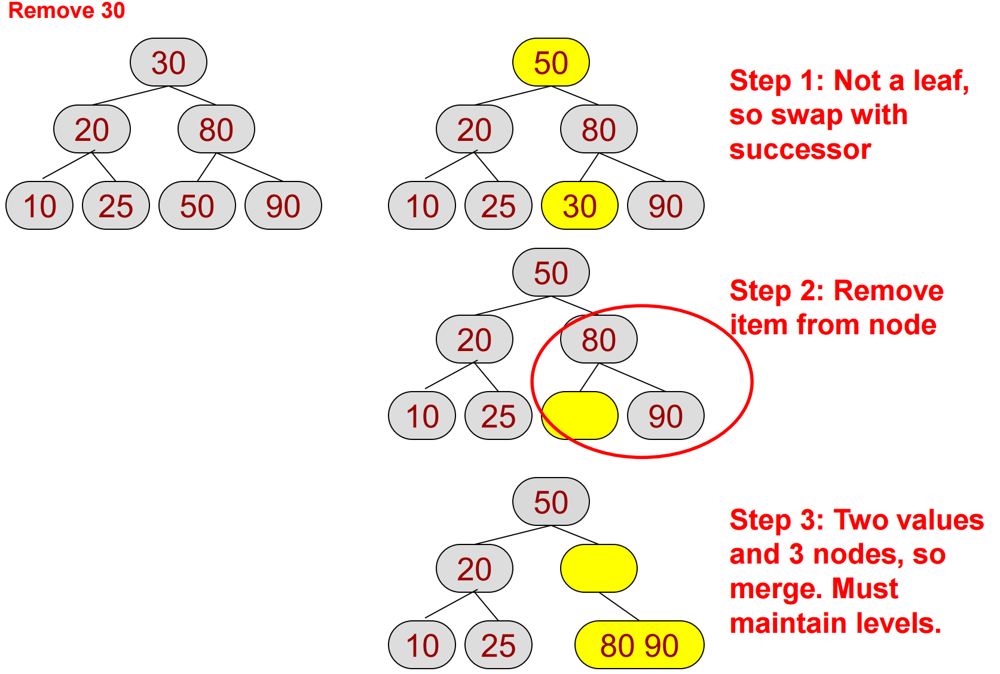 Remove 30
30
20 80
10 25 50 90
50
20 80
10 25 30 90
Step 1: Not a leaf,
so swap with
successor
50
20 80
10 25 90
Step 2: Remove
item from node
50
20
10 25 80 90
Step 3: Two values
and 3 nodes, so
merge. Must
maintain levels.